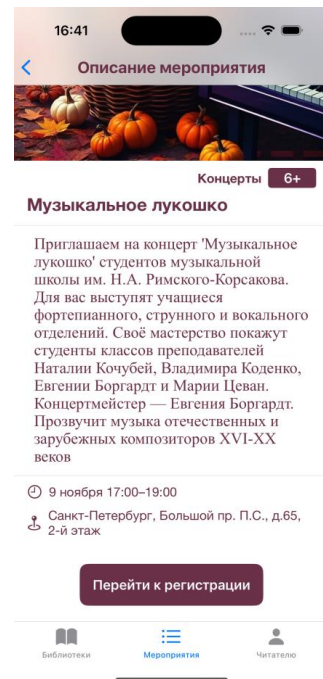 16:41
Описание мероприятия
Концерты 6+
Музыкальное лукошко
Приглашаем на концерт 'Музыкальное
лукошко' студентов музыкальной
школы им. Н.А. Римского-Корсакова.
Для вас выступят учащиеся
фортепианного, струнного и вокального
отделений. Своё мастерство покажут
студенты классов преподавателей
Наталии Кочубей, Владимира Коденко,
Евгении Боргардт и Марии Цеван.
Концертмейстер — Евгения Боргардт.
Прозвучит музыка отечественных и
зарубежных композиторов XVI-XX
веков
9 ноября 17:00–19:00
Санкт-Петербург, Большой пр. П.С., д.65,
2-й этаж
Перейти к регистрации
Библиотеки Мероприятия Читателю